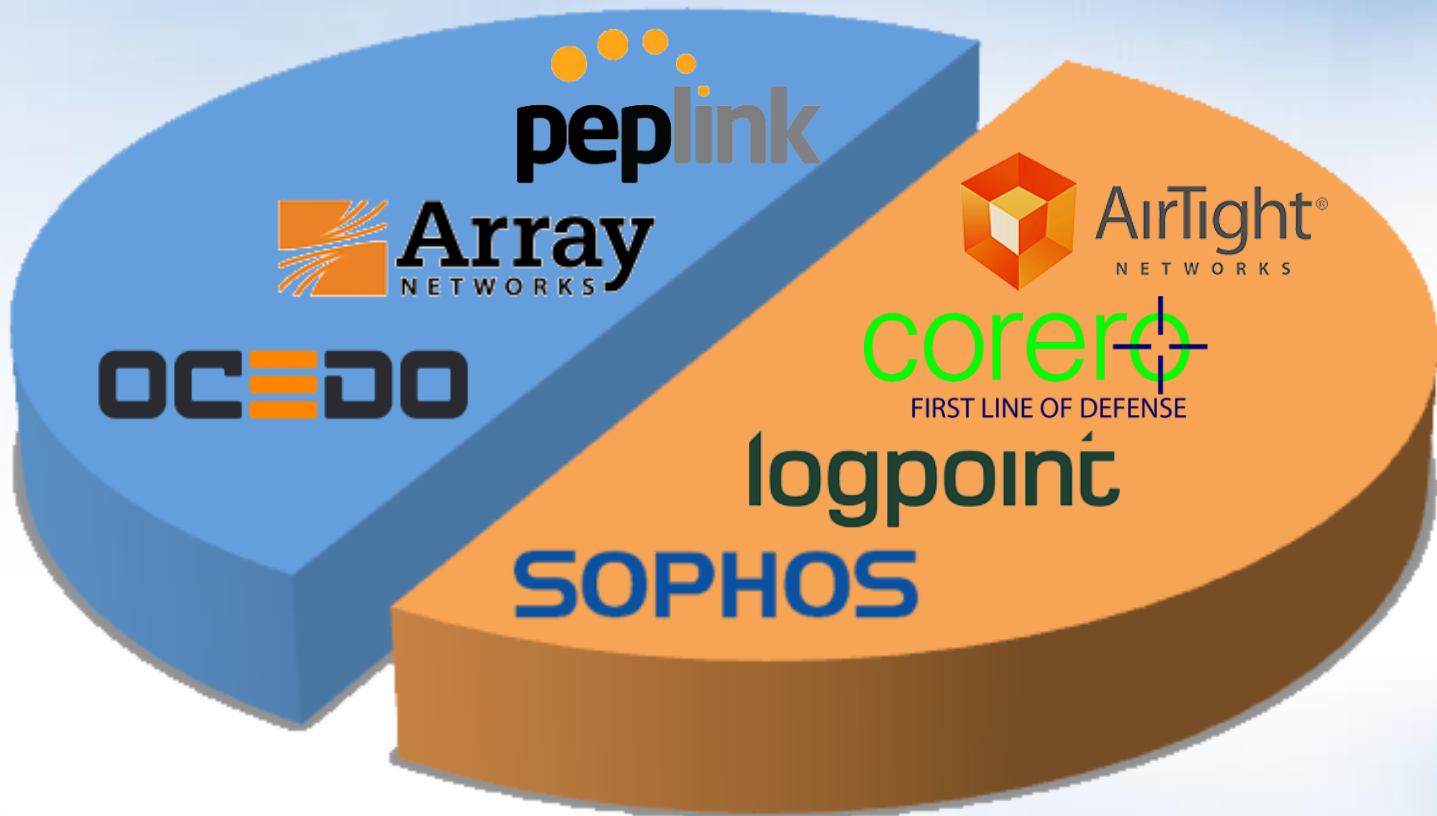 peplink
Array
NETWORKS
OCEDO
AirTight®
NETWORKS
corero
FIRST LINE OF DEFENSE
logpoint
SOPHOS